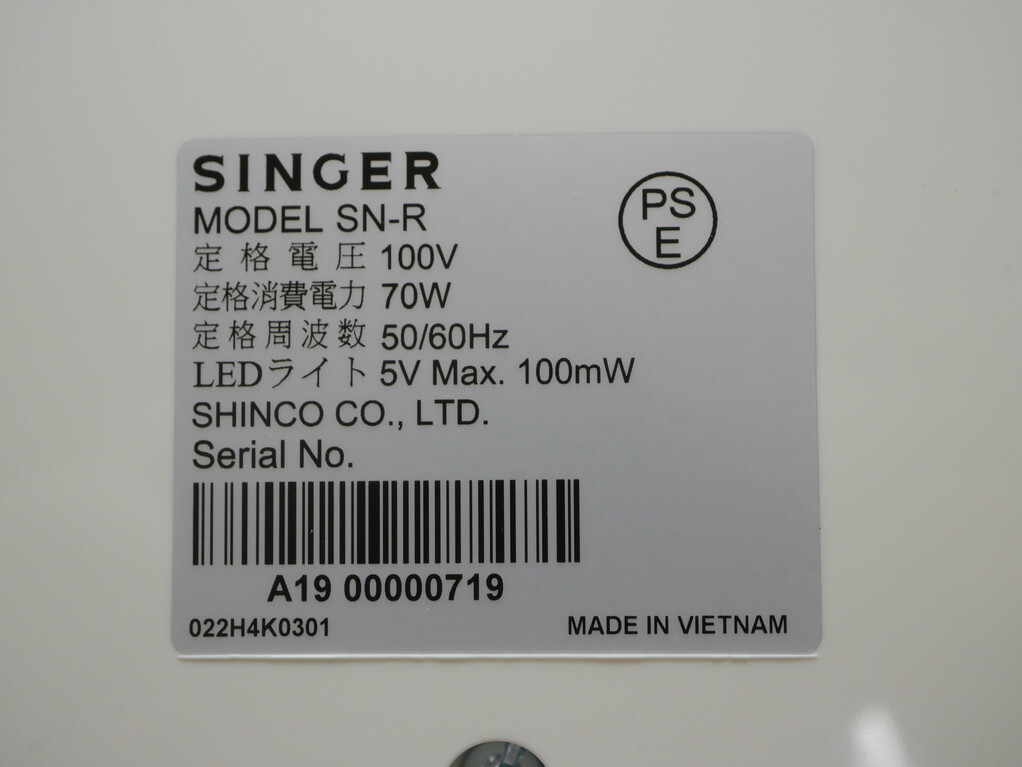 SINGER
MODEL SN-R
PS
E
定格電圧 100V
定格消費電力 70W
定格周波数 50/60Hz
LEDライト 5V Max. 100mW
SHINCO CO., LTD.
Serial No.
A19 00000719
022H4K0301
MADE IN VIETNAM